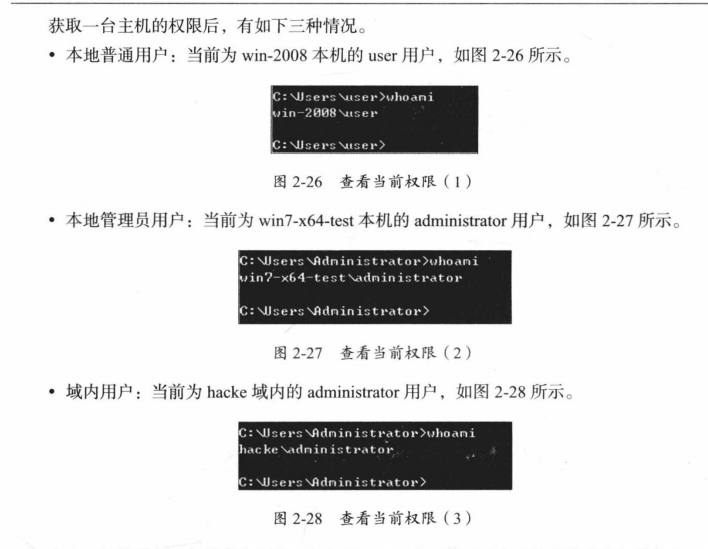 获取一台主机的权限后，有如下三种情况。
• 本地普通用户：当前为 win-2008 本机的 user 用户，如图 2-26 所示。
C:\Users\user>whoami
win-2008\user
C:\Users\user>
图 2-26 查看当前权限（1）
• 本地管理员用户：当前为 win7-x64-test 本机的 administrator 用户，如图 2-27 所示。
C:\Users\Administrator>whoami
win7-x64-test\administrator
C:\Users\Administrator>
图 2-27 查看当前权限（2）
• 域内用户：当前为 hacke 域内的 administrator 用户，如图 2-28 所示。
C:\Users\Administrator>whoami
hacke\administrator
C:\Users\Administrator>
图 2-28 查看当前权限（3）